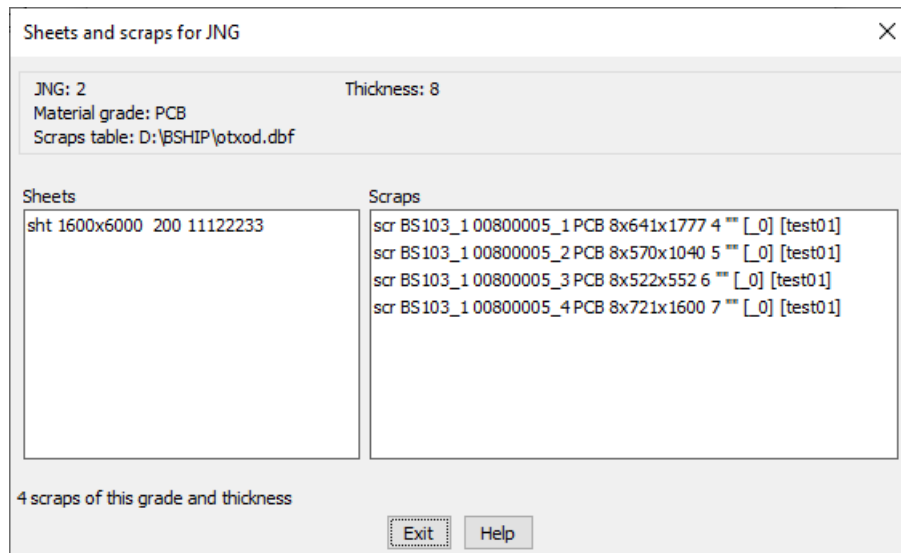 Sheets and scraps for JNG
JNG: 2 Thickness: 8
Material grade: PCB
Scraps table: D:\BSHIP\otxod.dbf
Sheets
sht 1600x6000  200 11122233
Scraps
scr BS103_1 00800005_1 PCB 8x641x1777 4 "" [_0] [test01]
scr BS103_1 00800005_2 PCB 8x570x1040 5 "" [_0] [test01]
scr BS103_1 00800005_3 PCB 8x522x552 6 "" [_0] [test01]
scr BS103_1 00800005_4 PCB 8x721x1600 7 "" [_0] [test01]
4 scraps of this grade and thickness
Exit Help